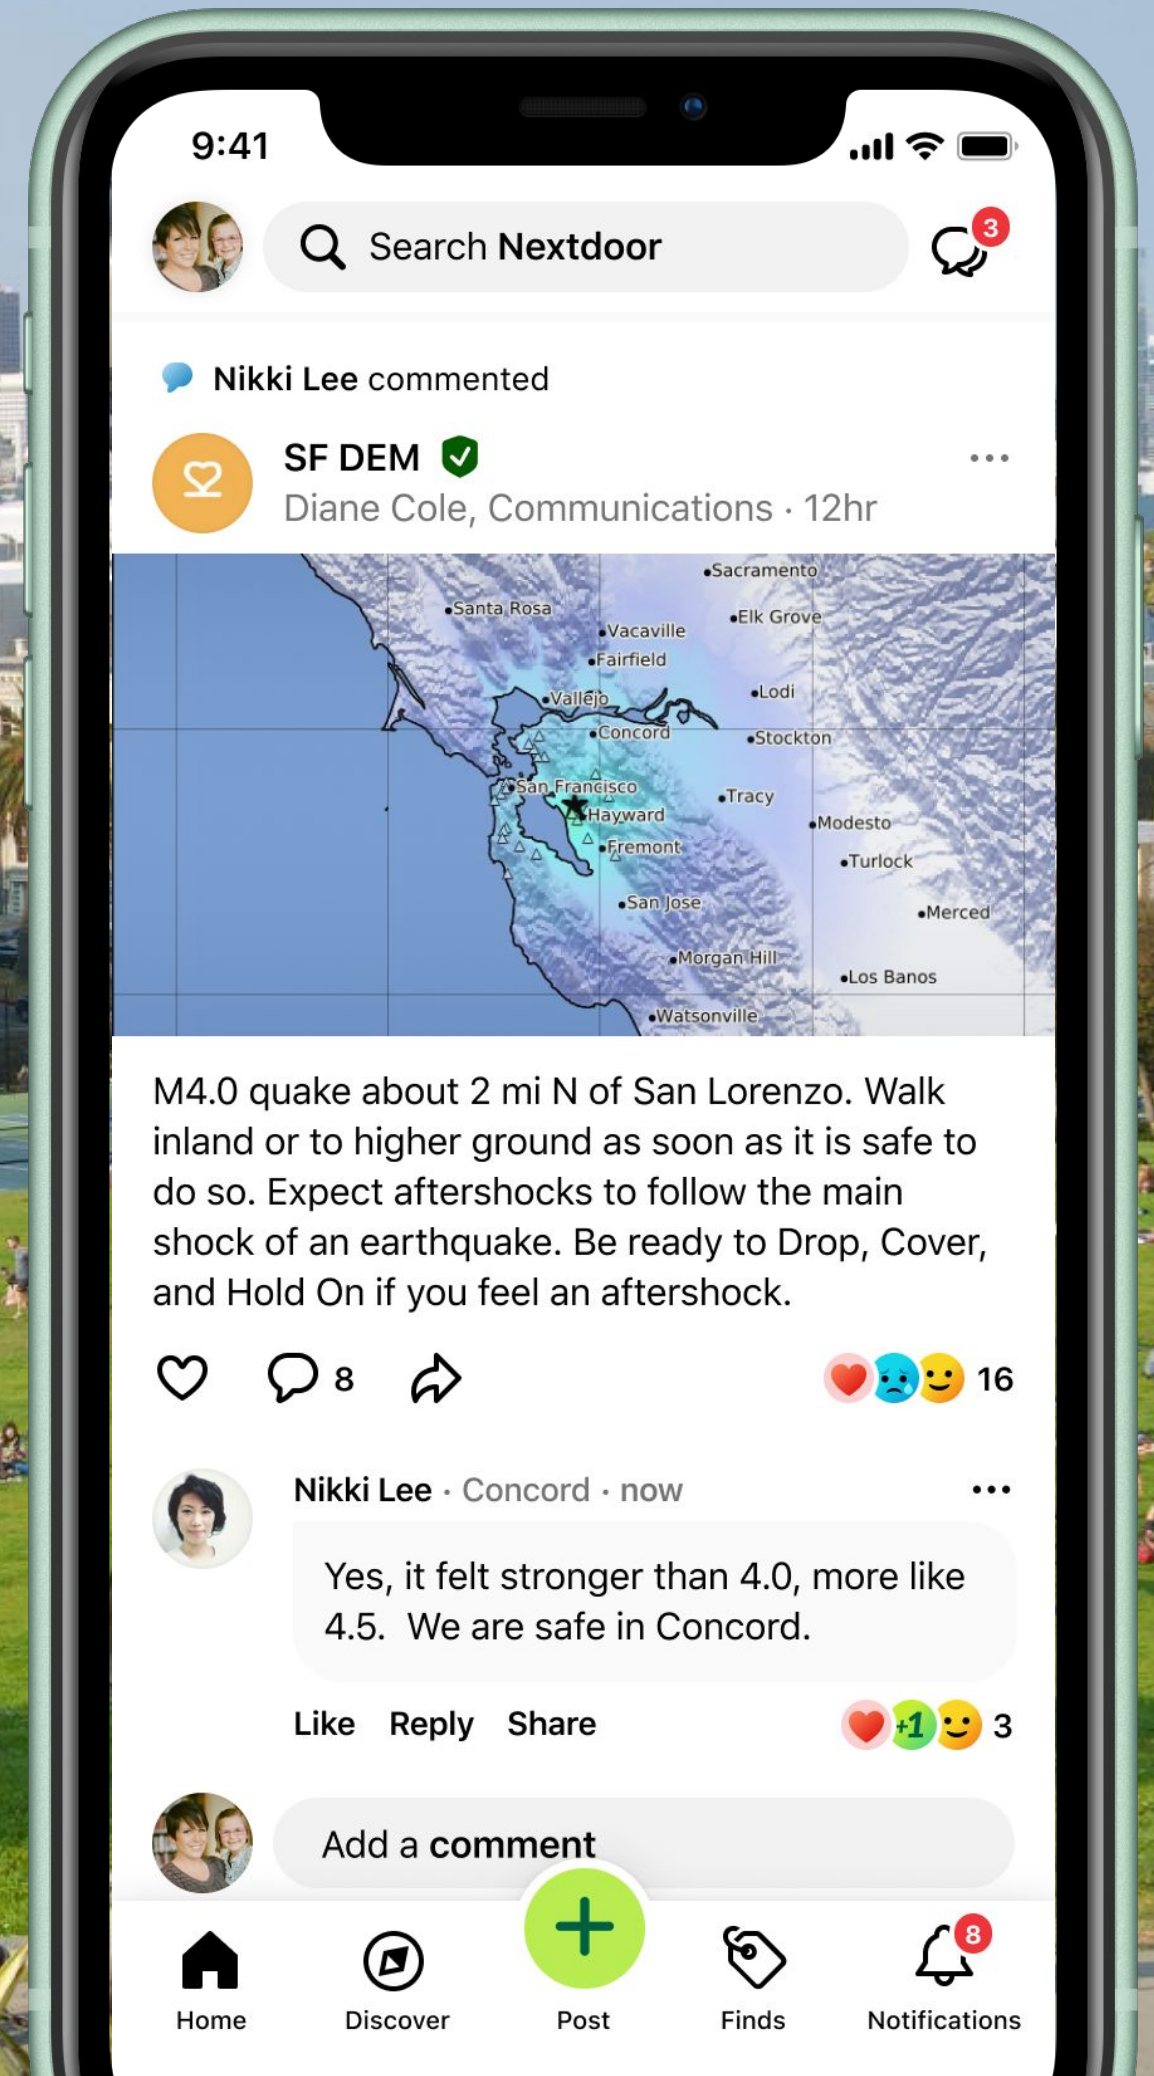 9:41
Search Nextdoor
3
Nikki Lee commented
SF DEM
Diane Cole, Communications · 12hr
Sacramento
Santa Rosa
Elk Grove
Vacaville
Fairfield
Lodi
Vallejo
Concord
Stockton
San Francisco
Tracy
Hayward
Modesto
Fremont
Turlock
San Jose
Merced
Morgan Hill
Los Banos
Watsonville
M4.0 quake about 2 mi N of San Lorenzo. Walk
inland or to higher ground as soon as it is safe to
do so. Expect aftershocks to follow the main
shock of an earthquake. Be ready to Drop, Cover,
and Hold On if you feel an aftershock.
8
16
Nikki Lee · Concord · now
Yes, it felt stronger than 4.0, more like
4.5.  We are safe in Concord.
Like Reply Share
+1
3
Add a comment
8
Home Discover Post Finds Notifications